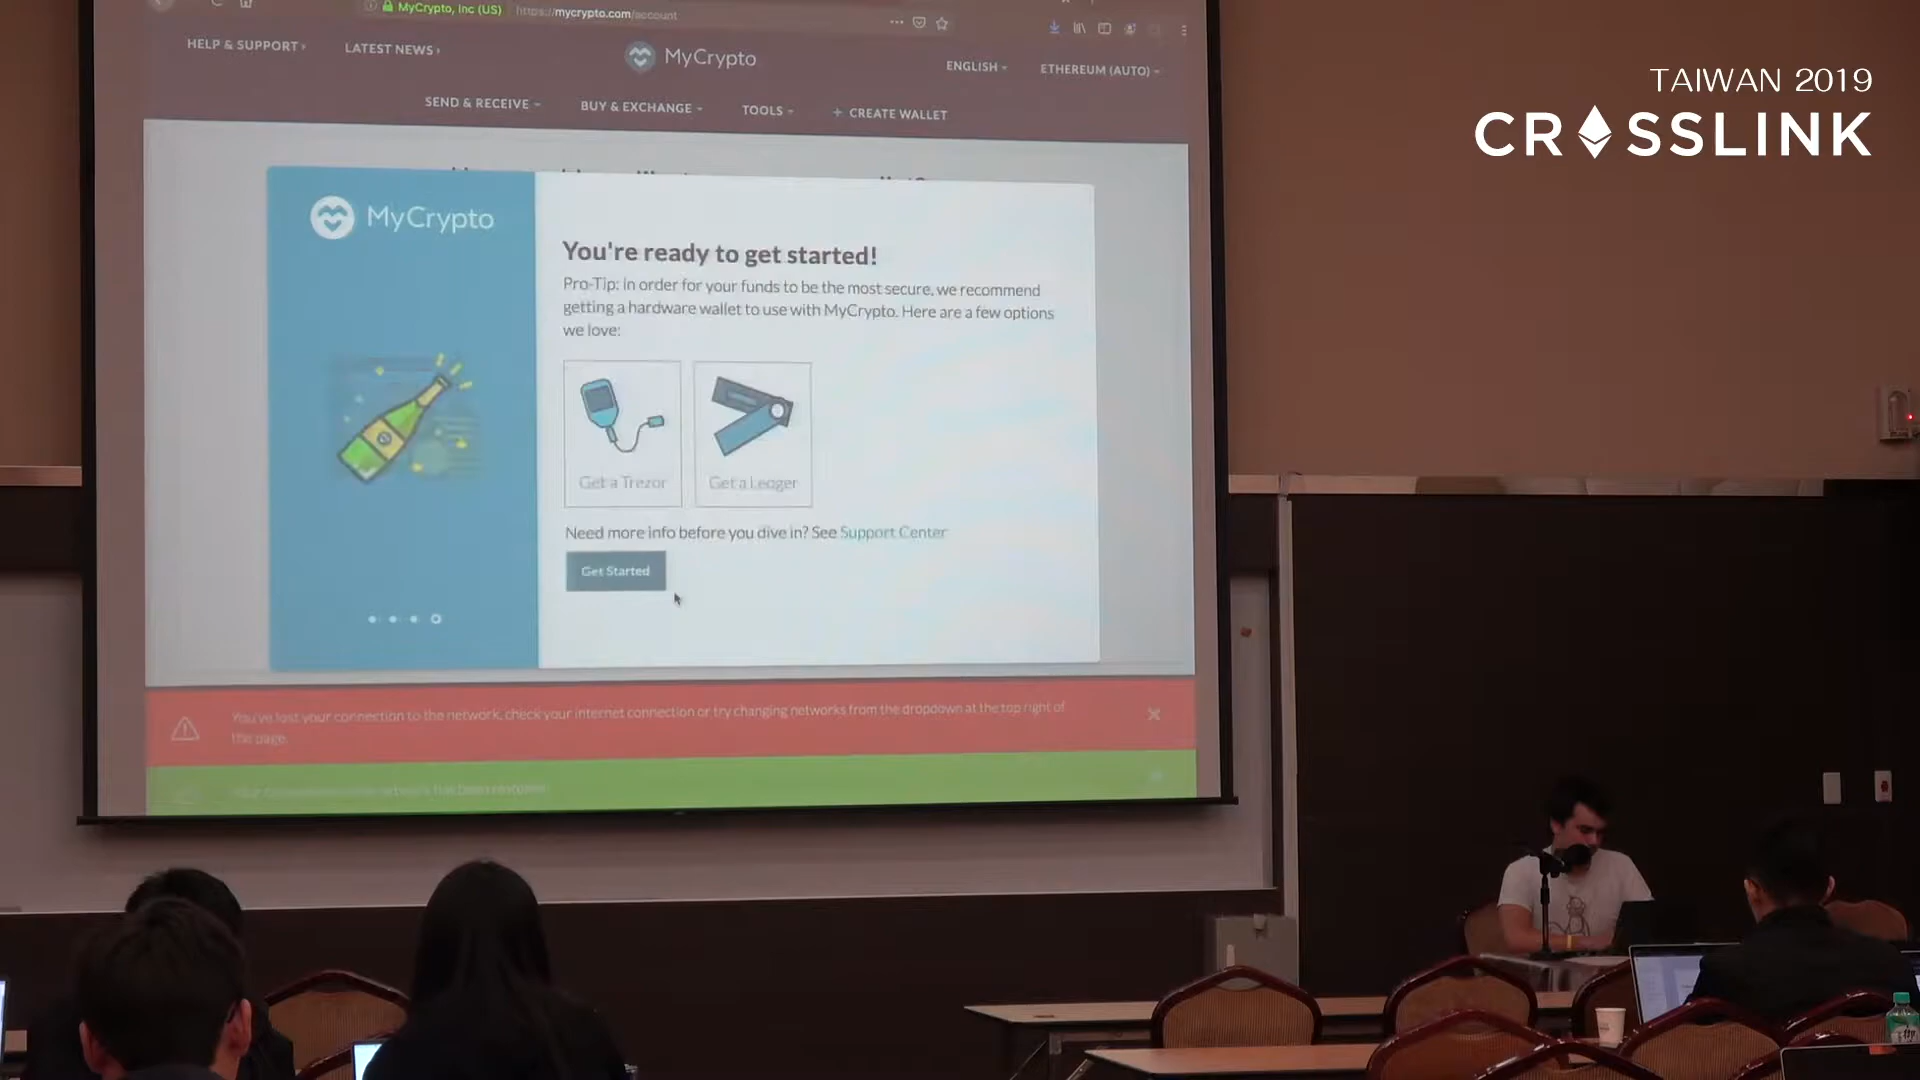 MyCrypto, Inc (US) https://mycrypto.com/account
HELP & SUPPORT
LATEST NEWS
MyCrypto
ENGLISH
ETHEREUM (AUTO)
SEND & RECEIVE
BUY & EXCHANGE
TOOLS
+ CREATE WALLET
TAIWAN 2019
CROSSLINK
MyCrypto
You're ready to get started!
Pro-Tip: In order for your funds to be the most secure, we recommend
getting a hardware wallet to use with MyCrypto. Here are a few options
we love:
Get a Trezor
Get a Ledger
Need more info before you dive in? See Support Center
Get Started
You've lost your connection to the network, check your internet connection or try changing networks from the dropdown at the top right of
the page.